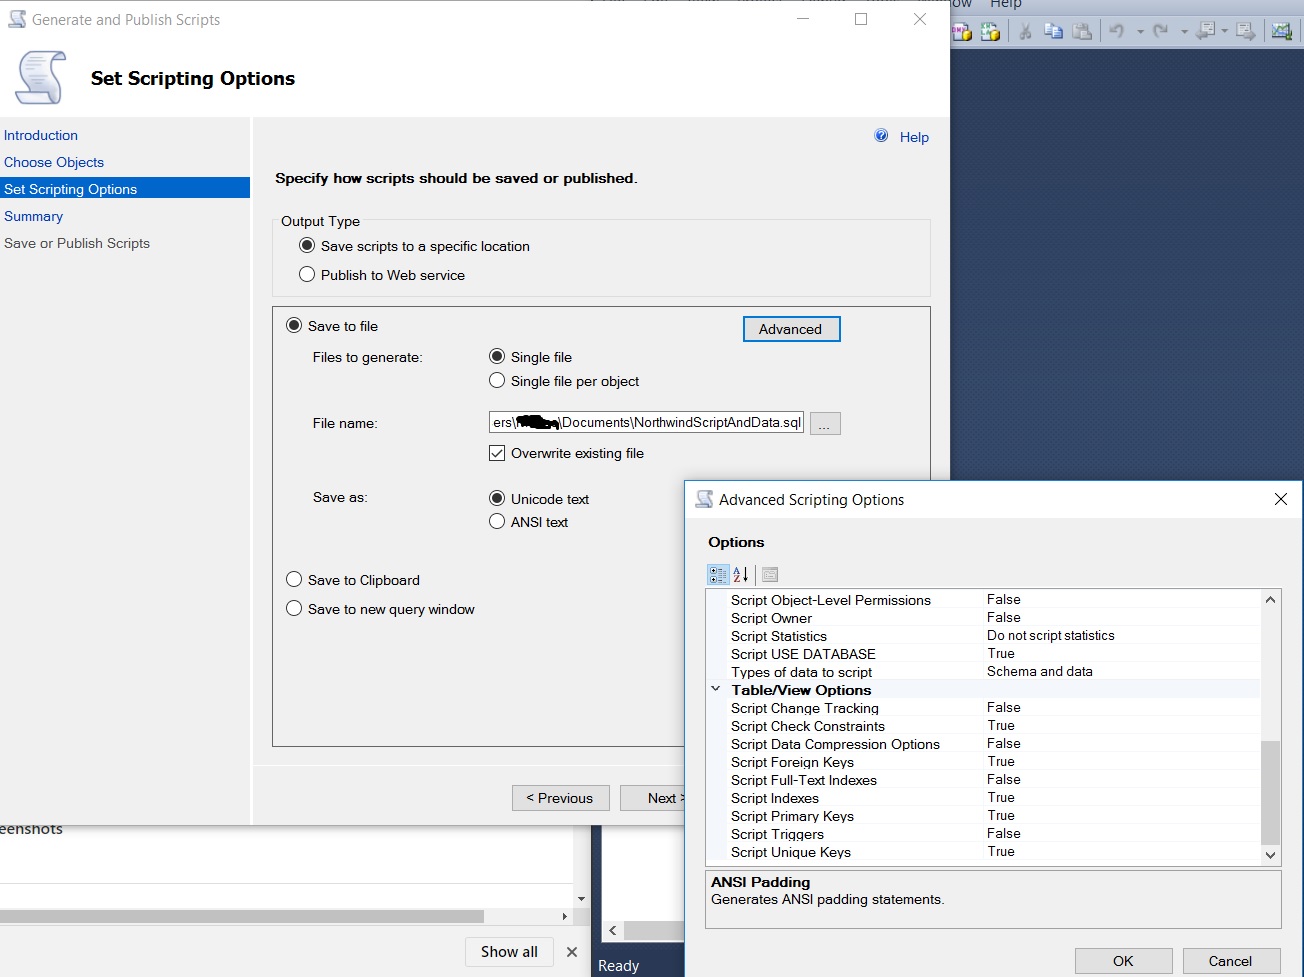 Generate and Publish Scripts
Help
Set Scripting Options
Introduction
Choose Objects
Set Scripting Options
Summary
Save or Publish Scripts
Help
Specify how scripts should be saved or published.
Output Type
Save scripts to a specific location
Publish to Web service
Save to file
Advanced
Files to generate:
Single file
Single file per object
File name:
ers\ \Documents\NorthwindScriptAndData.sql
...
Overwrite existing file
Save as:
Unicode text
ANSI text
Save to Clipboard
Save to new query window
< Previous
Next >
Advanced Scripting Options
Options
Script Object-Level Permissions False
Script Owner False
Script Statistics Do not script statistics
Script USE DATABASE True
Types of data to script Schema and data
Table/View Options
Script Change Tracking False
Script Check Constraints True
Script Data Compression Options False
Script Foreign Keys True
Script Full-Text Indexes False
Script Indexes True
Script Primary Keys True
Script Triggers False
Script Unique Keys True
ANSI Padding
Generates ANSI padding statements.
OK
Cancel
eenshots
Show all
Ready